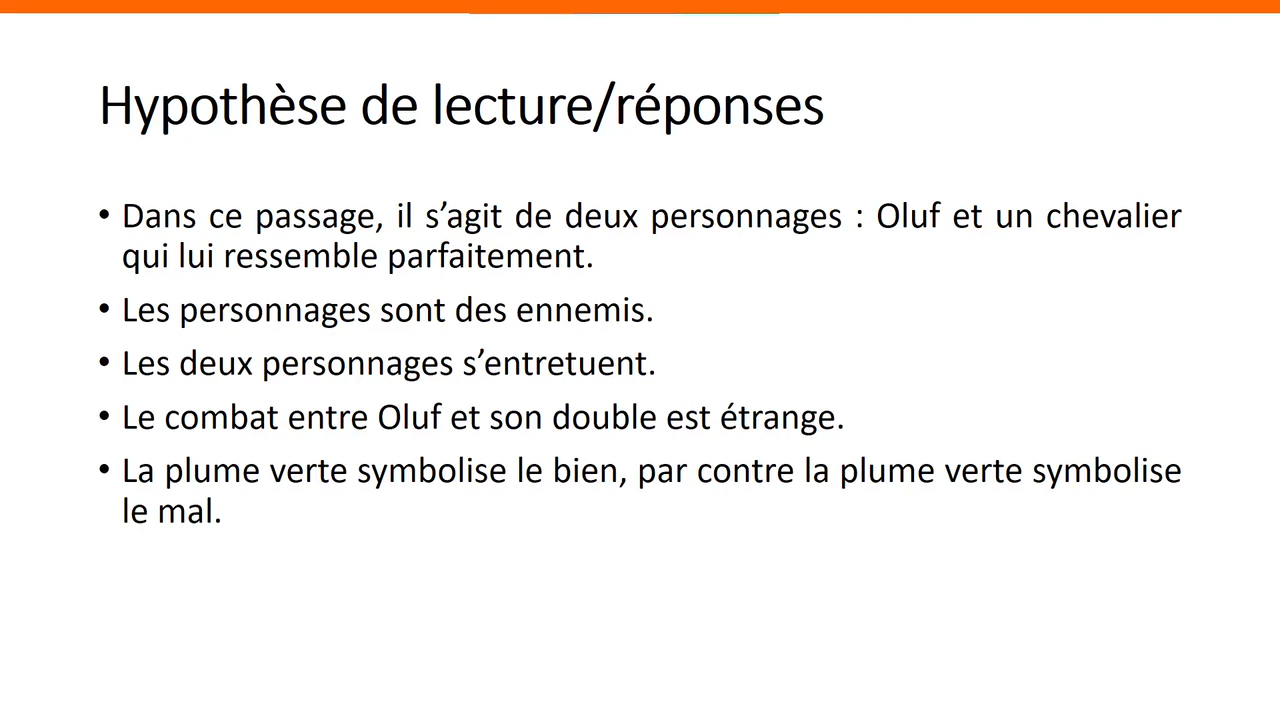 Hypothèse de lecture/réponses
• Dans ce passage, il s’agit de deux personnages : Oluf et un chevalier
qui lui ressemble parfaitement.
• Les personnages sont des ennemis.
• Les deux personnages s’entretuent.
• Le combat entre Oluf et son double est étrange.
• La plume verte symbolise le bien, par contre la plume verte symbolise
le mal.